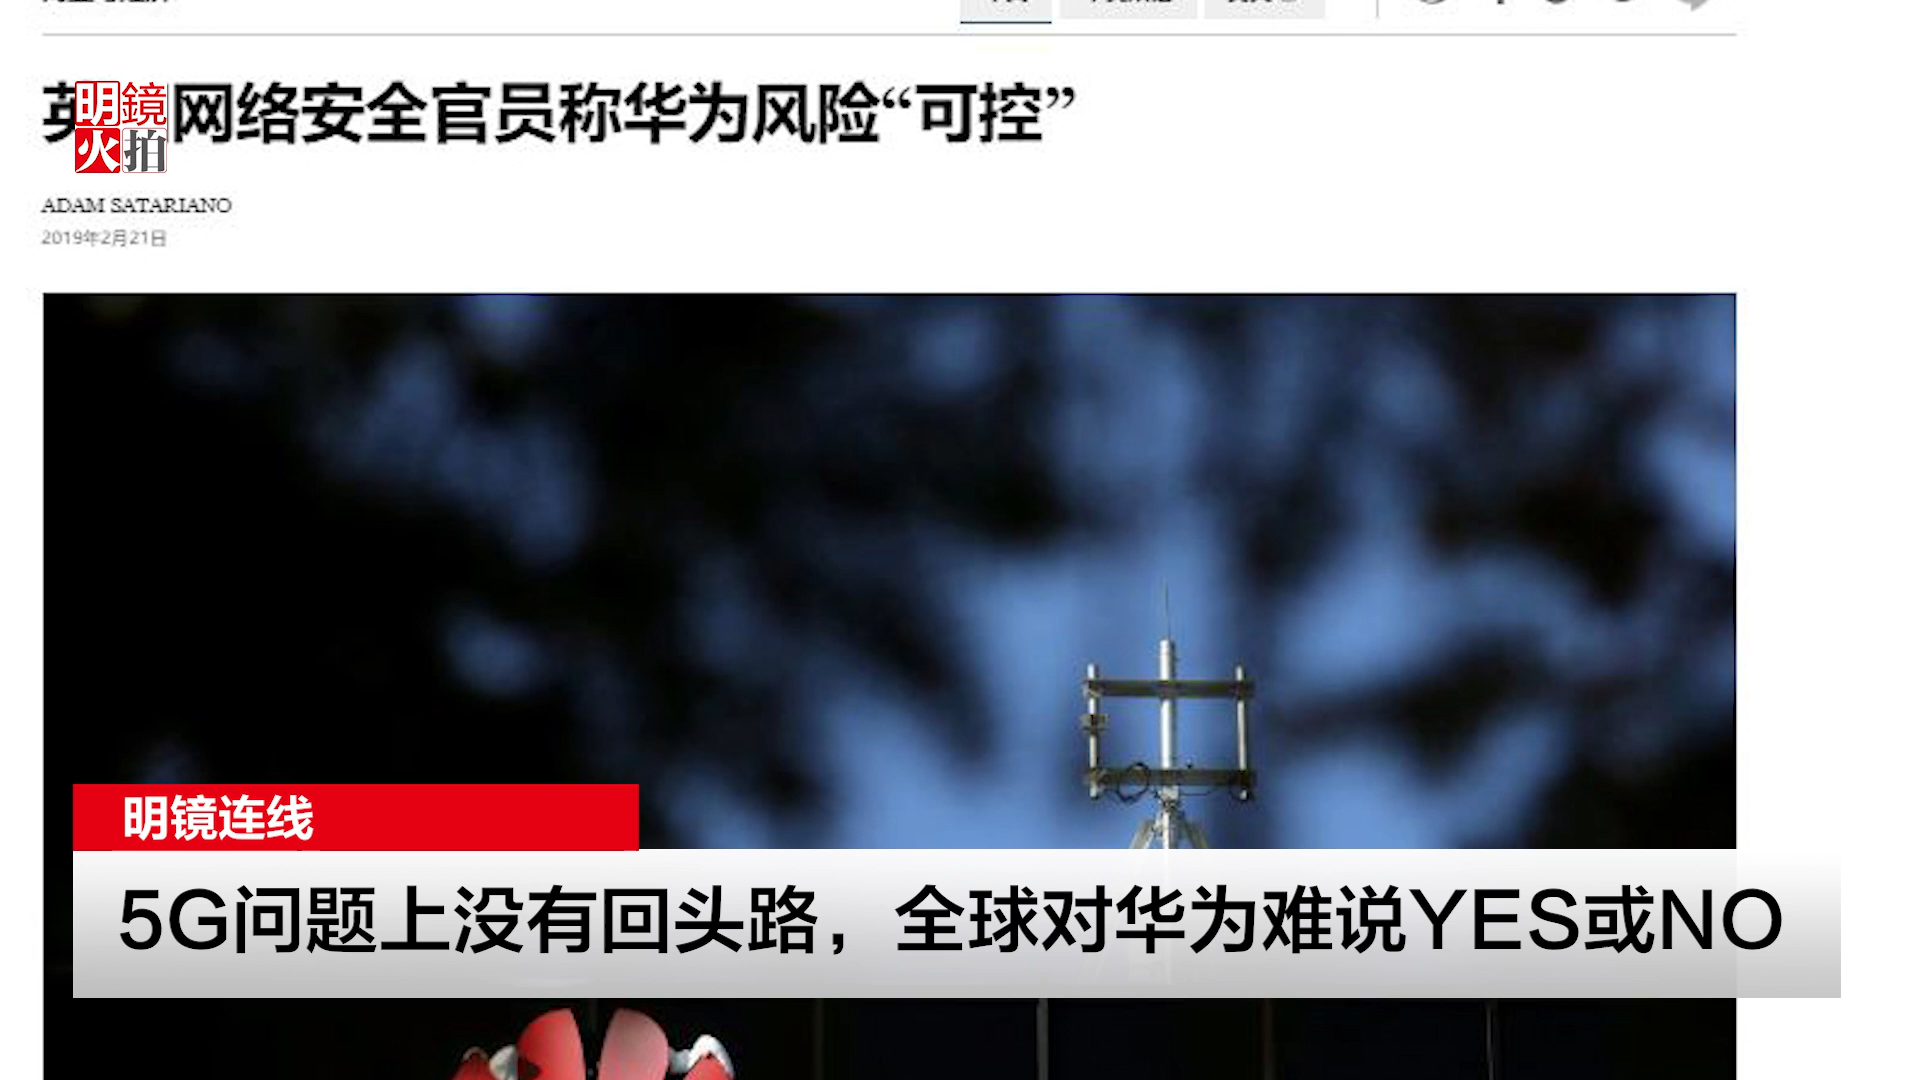 英 网络安全官员称华为风险“可控”
明鏡
火拍
ADAM SATARIANO
2019年2月21日
明镜连线
5G问题上没有回头路，全球对华为难说YES或NO